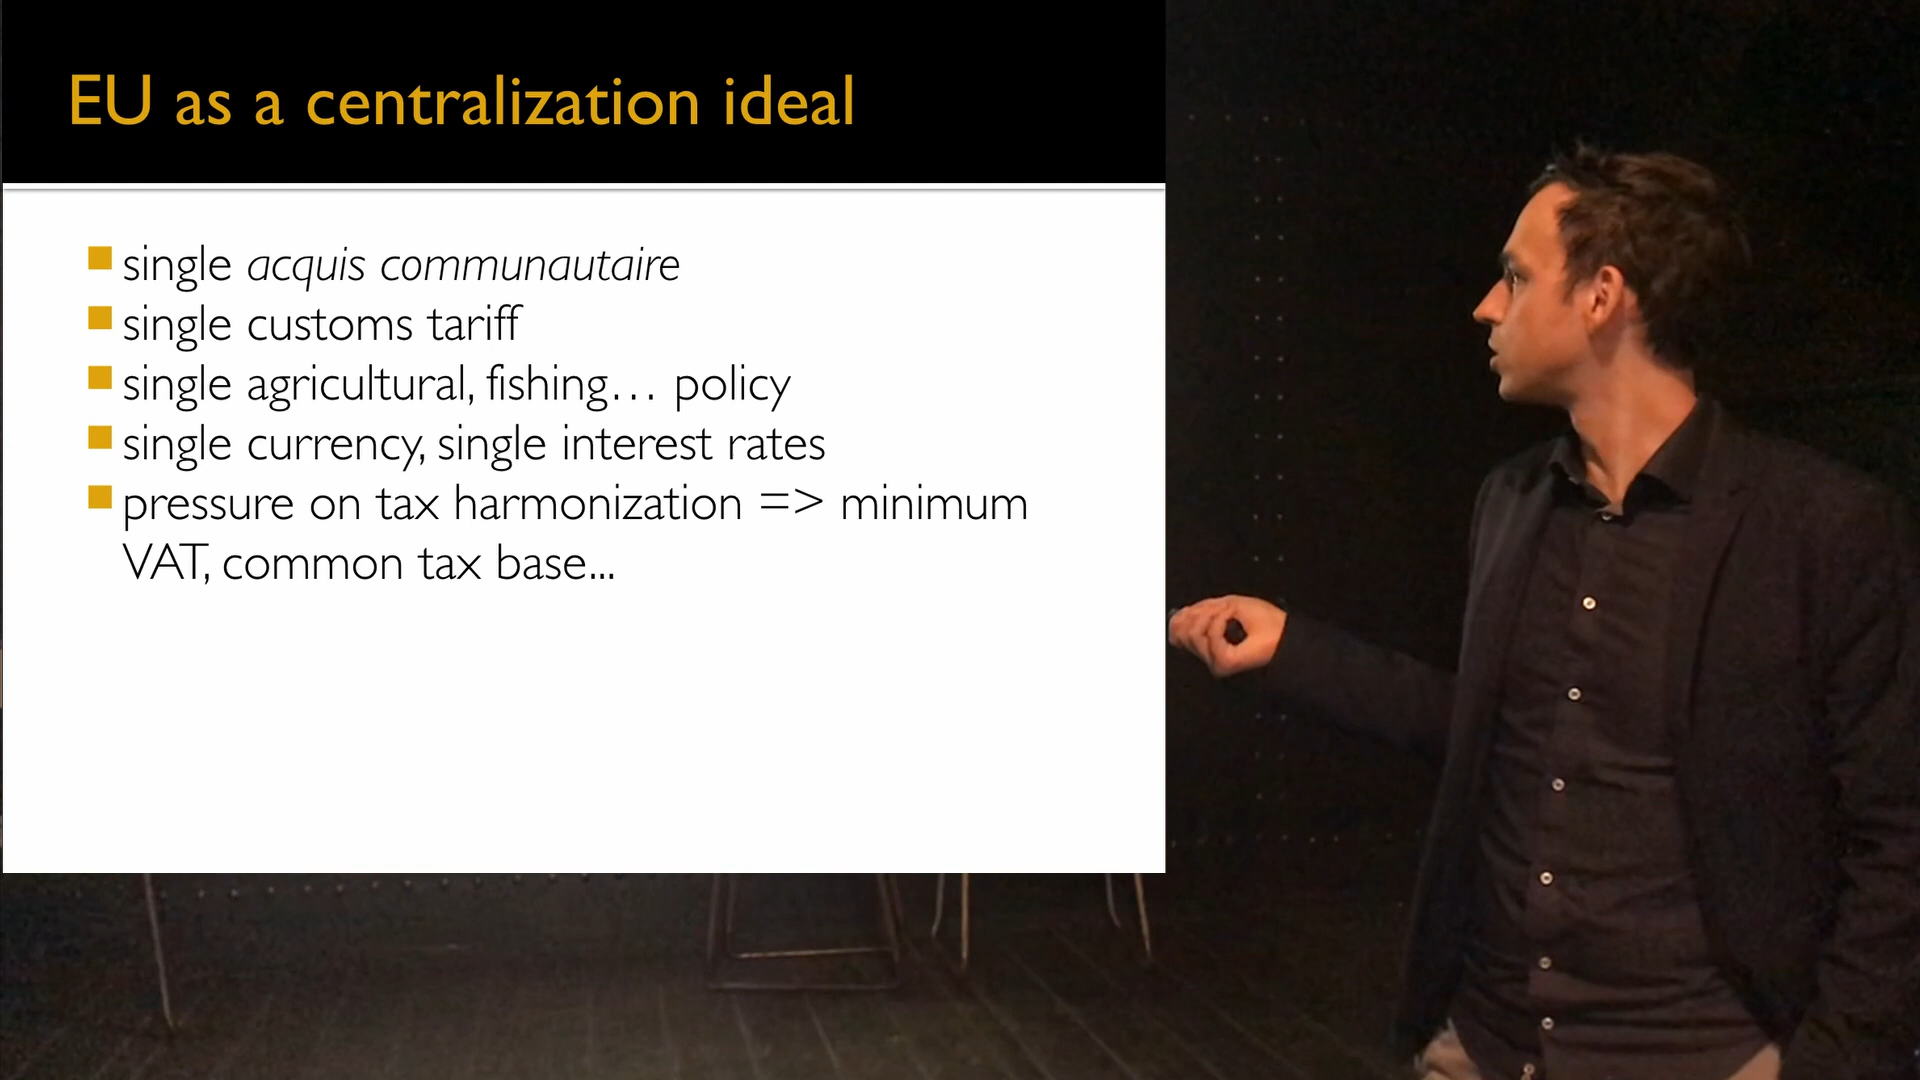 EU as a centralization ideal
single acquis communautaire
single customs tariff
single agricultural, fishing… policy
single currency, single interest rates
pressure on tax harmonization => minimum
VAT, common tax base...